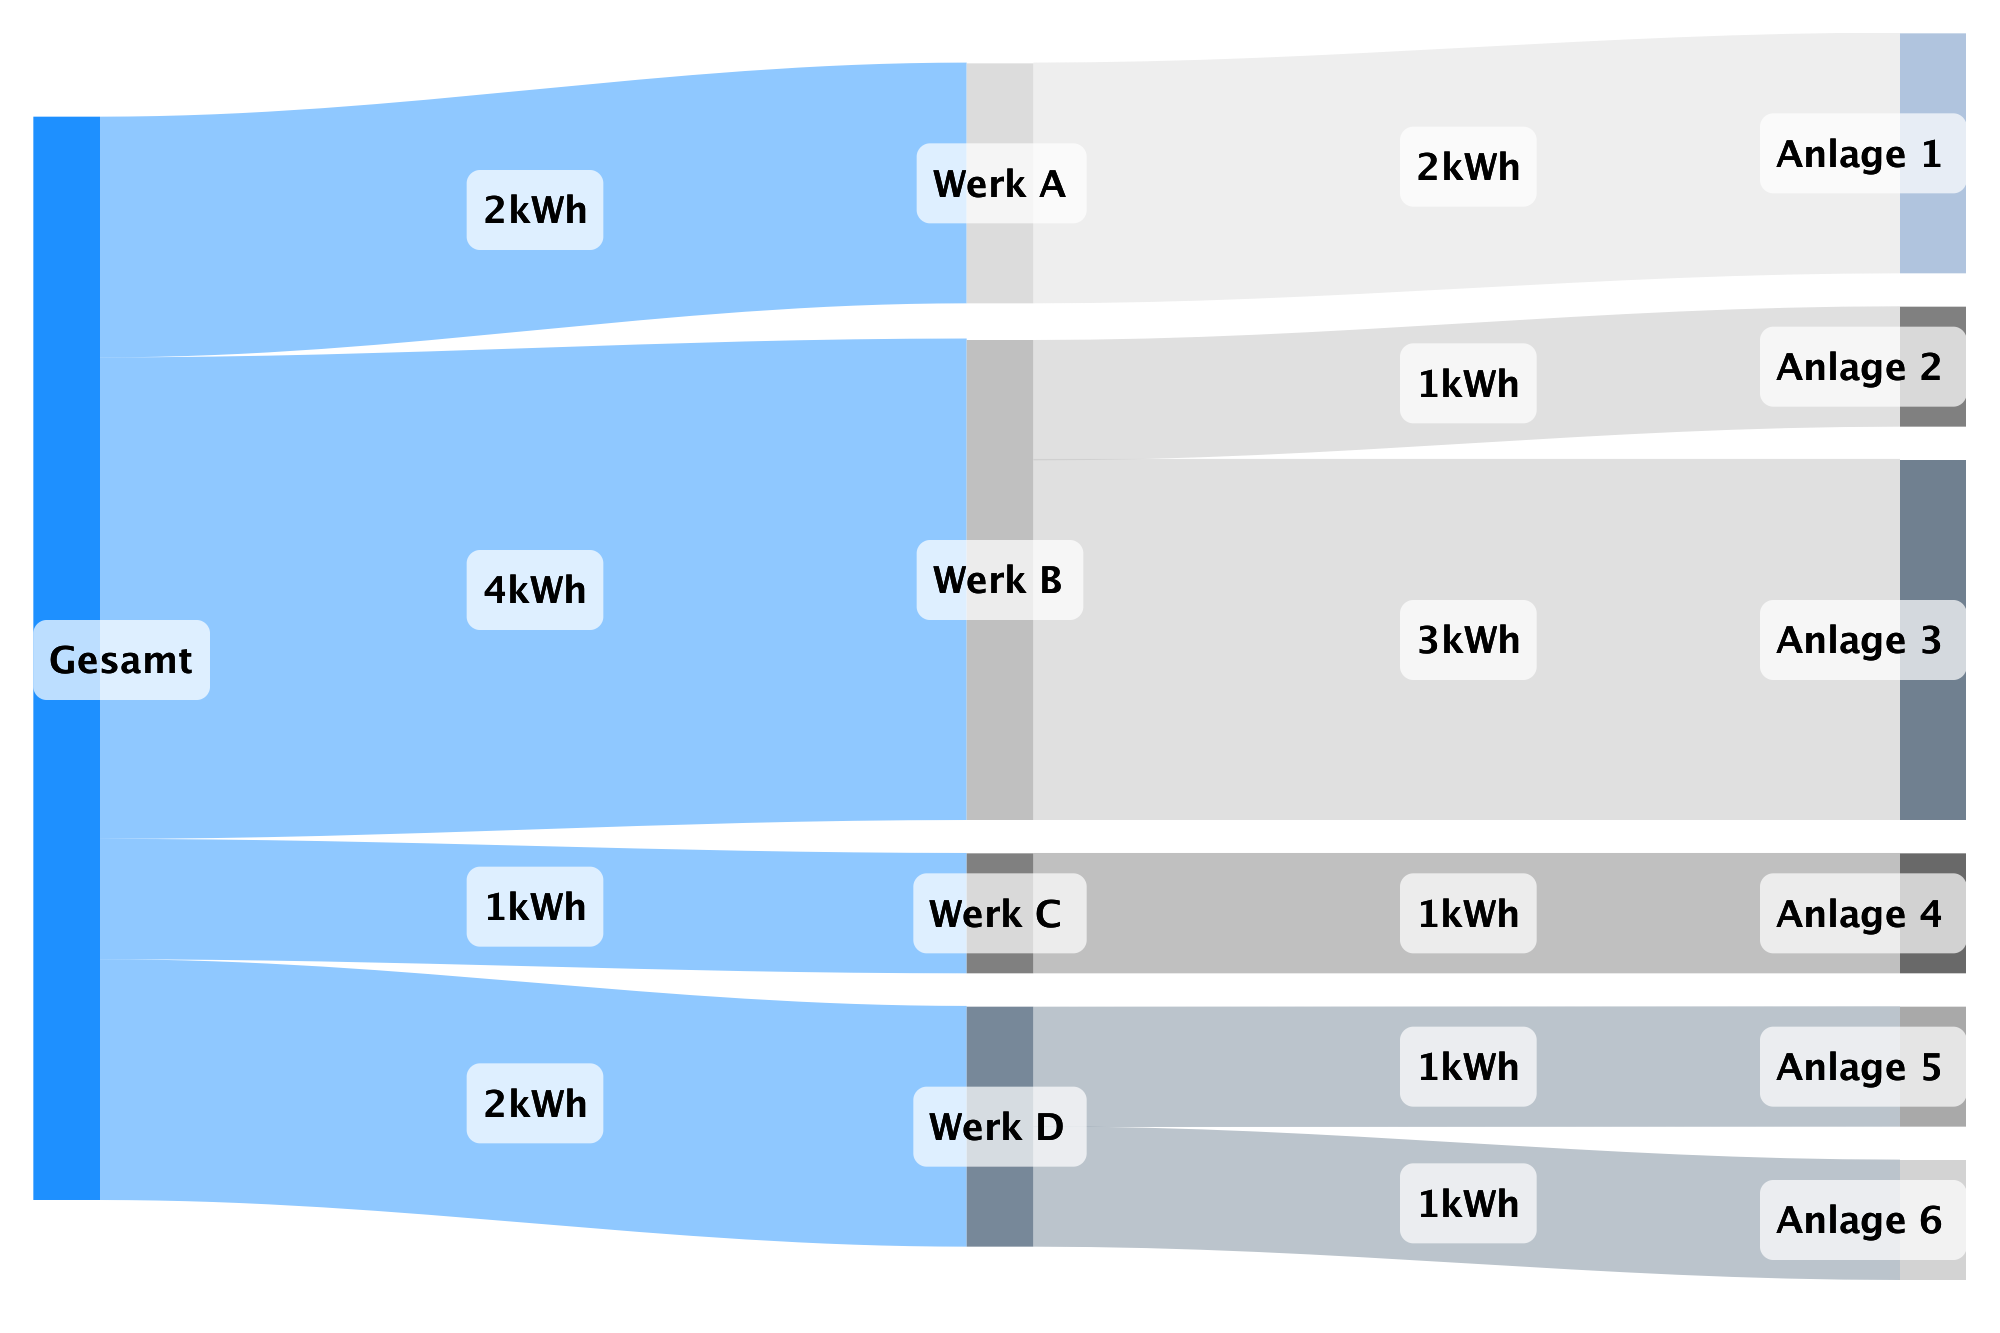 Gesamt
2kWh
4kWh
1kWh
2kWh
Werk A
Werk B
Werk C
Werk D
2kWh
1kWh
3kWh
1kWh
1kWh
1kWh
Anlage 1
Anlage 2
Anlage 3
Anlage 4
Anlage 5
Anlage 6